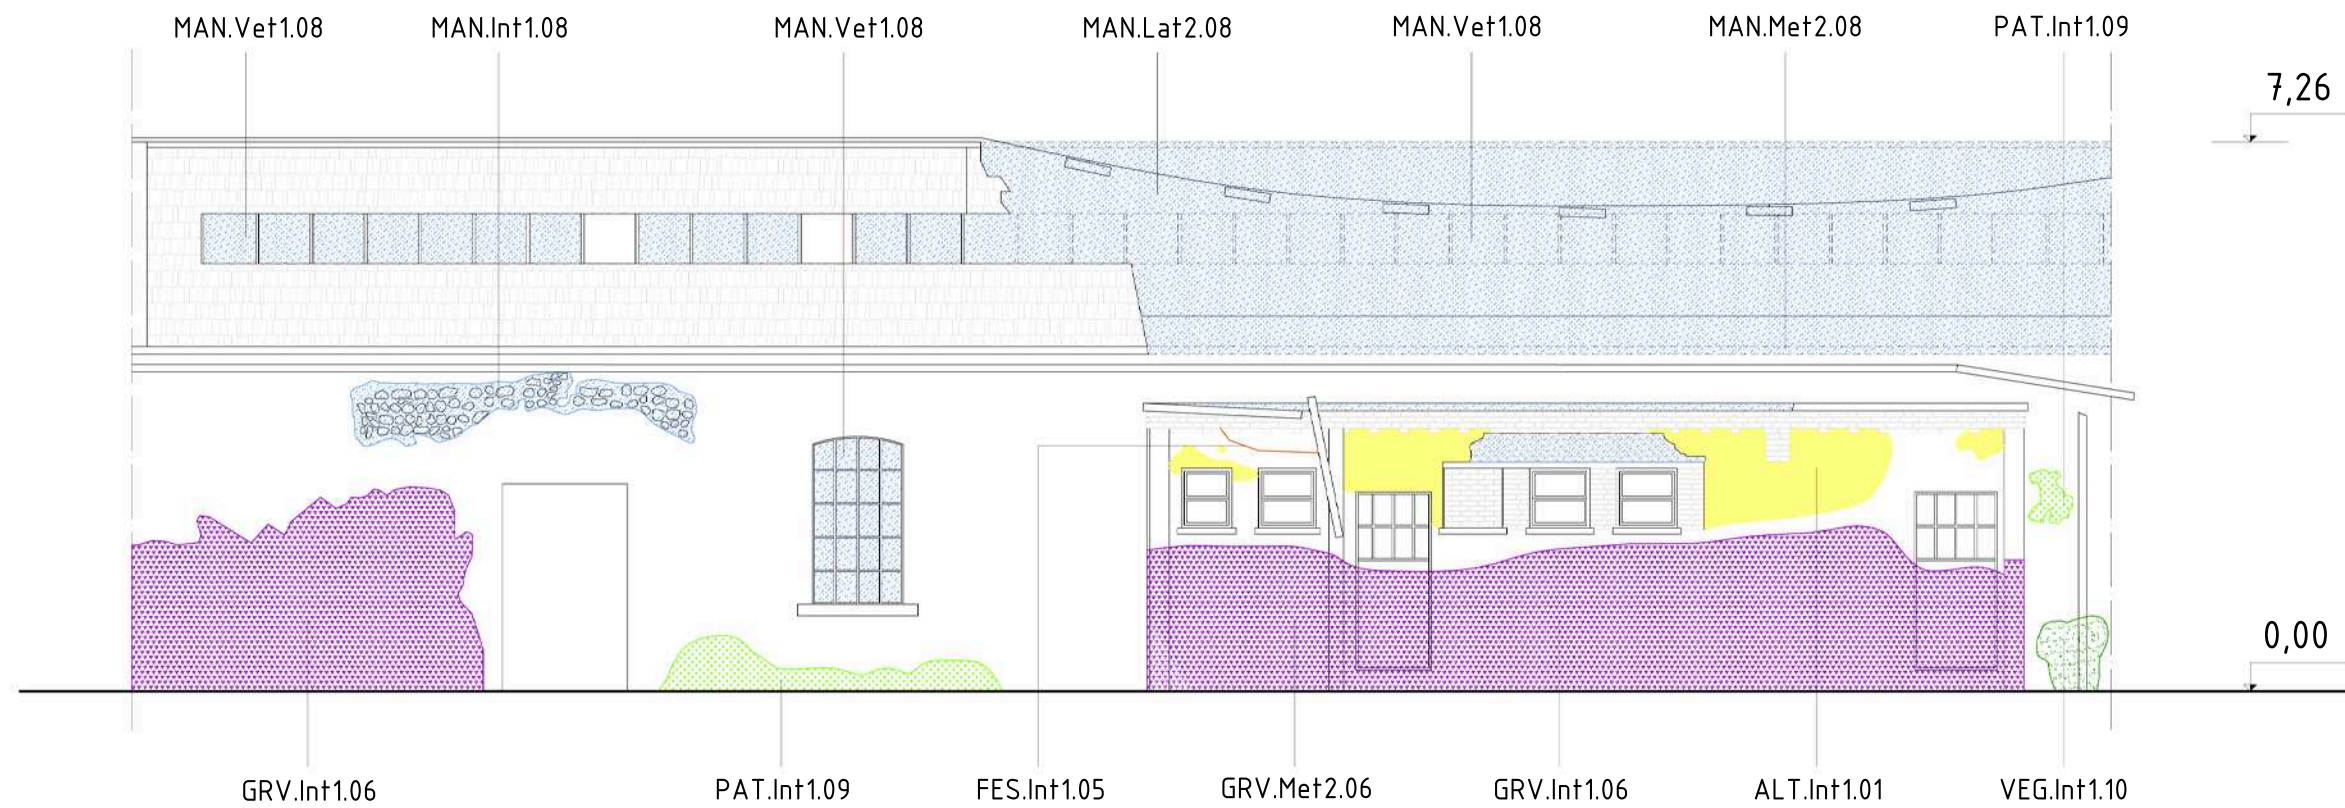 MAN.Vet1.08 MAN.Int1.08 MAN.Vet1.08 MAN.Lat2.08 MAN.Vet1.08 MAN.Met2.08 PAT.Int1.09
7,26
0,00
GRV.Int1.06 PAT.Int1.09 FES.Int1.05 GRV.Met2.06 GRV.Int1.06 ALT.Int1.01 VEG.Int1.10